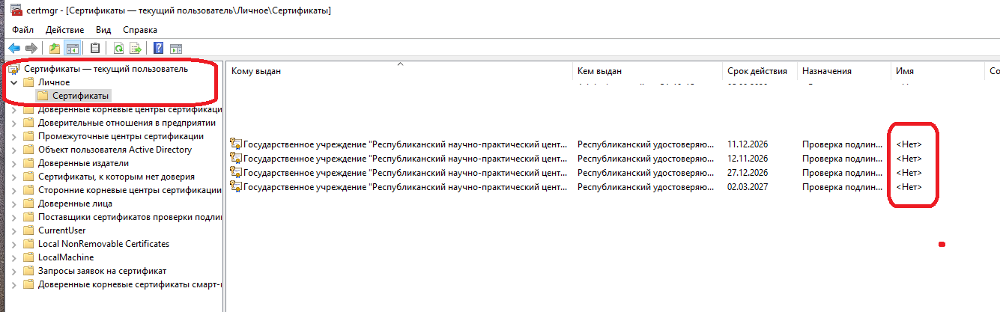 certmgr - [Сертификаты — текущий пользователь\Личное\Сертификаты]
Файл Действие Вид Справка
Сертификаты — текущий пользователь
Личное
Сертификаты
Доверенные корневые центры сертификаци
Доверительные отношения в предприятии
Промежуточные центры сертификации
Объект пользователя Active Directory
Доверенные издатели
Сертификаты, к которым нет доверия
Сторонние корневые центры сертификации
Доверенные лица
Поставщики сертификатов проверки подли
CurrentUser
Local NonRemovable Certificates
LocalMachine
Запросы заявок на сертификат
Доверенные корневые сертификаты смарт-к
Кому выдан Кем выдан Срок действия Назначения Имя Со
Государственное учреждение "Республиканский научно-практический цент... Республиканский удостоверяю... 11.12.2026 Проверка подлин... <Нет>
Государственное учреждение "Республиканский научно-практический цент... Республиканский удостоверяю... 12.11.2026 Проверка подлин... <Нет>
Государственное учреждение "Республиканский научно-практический цент... Республиканский удостоверяю... 27.12.2026 Проверка подлин... <Нет>
Государственное учреждение "Республиканский научно-практический цент... Республиканский удостоверяю... 02.03.2027 Проверка подлин... <Нет>